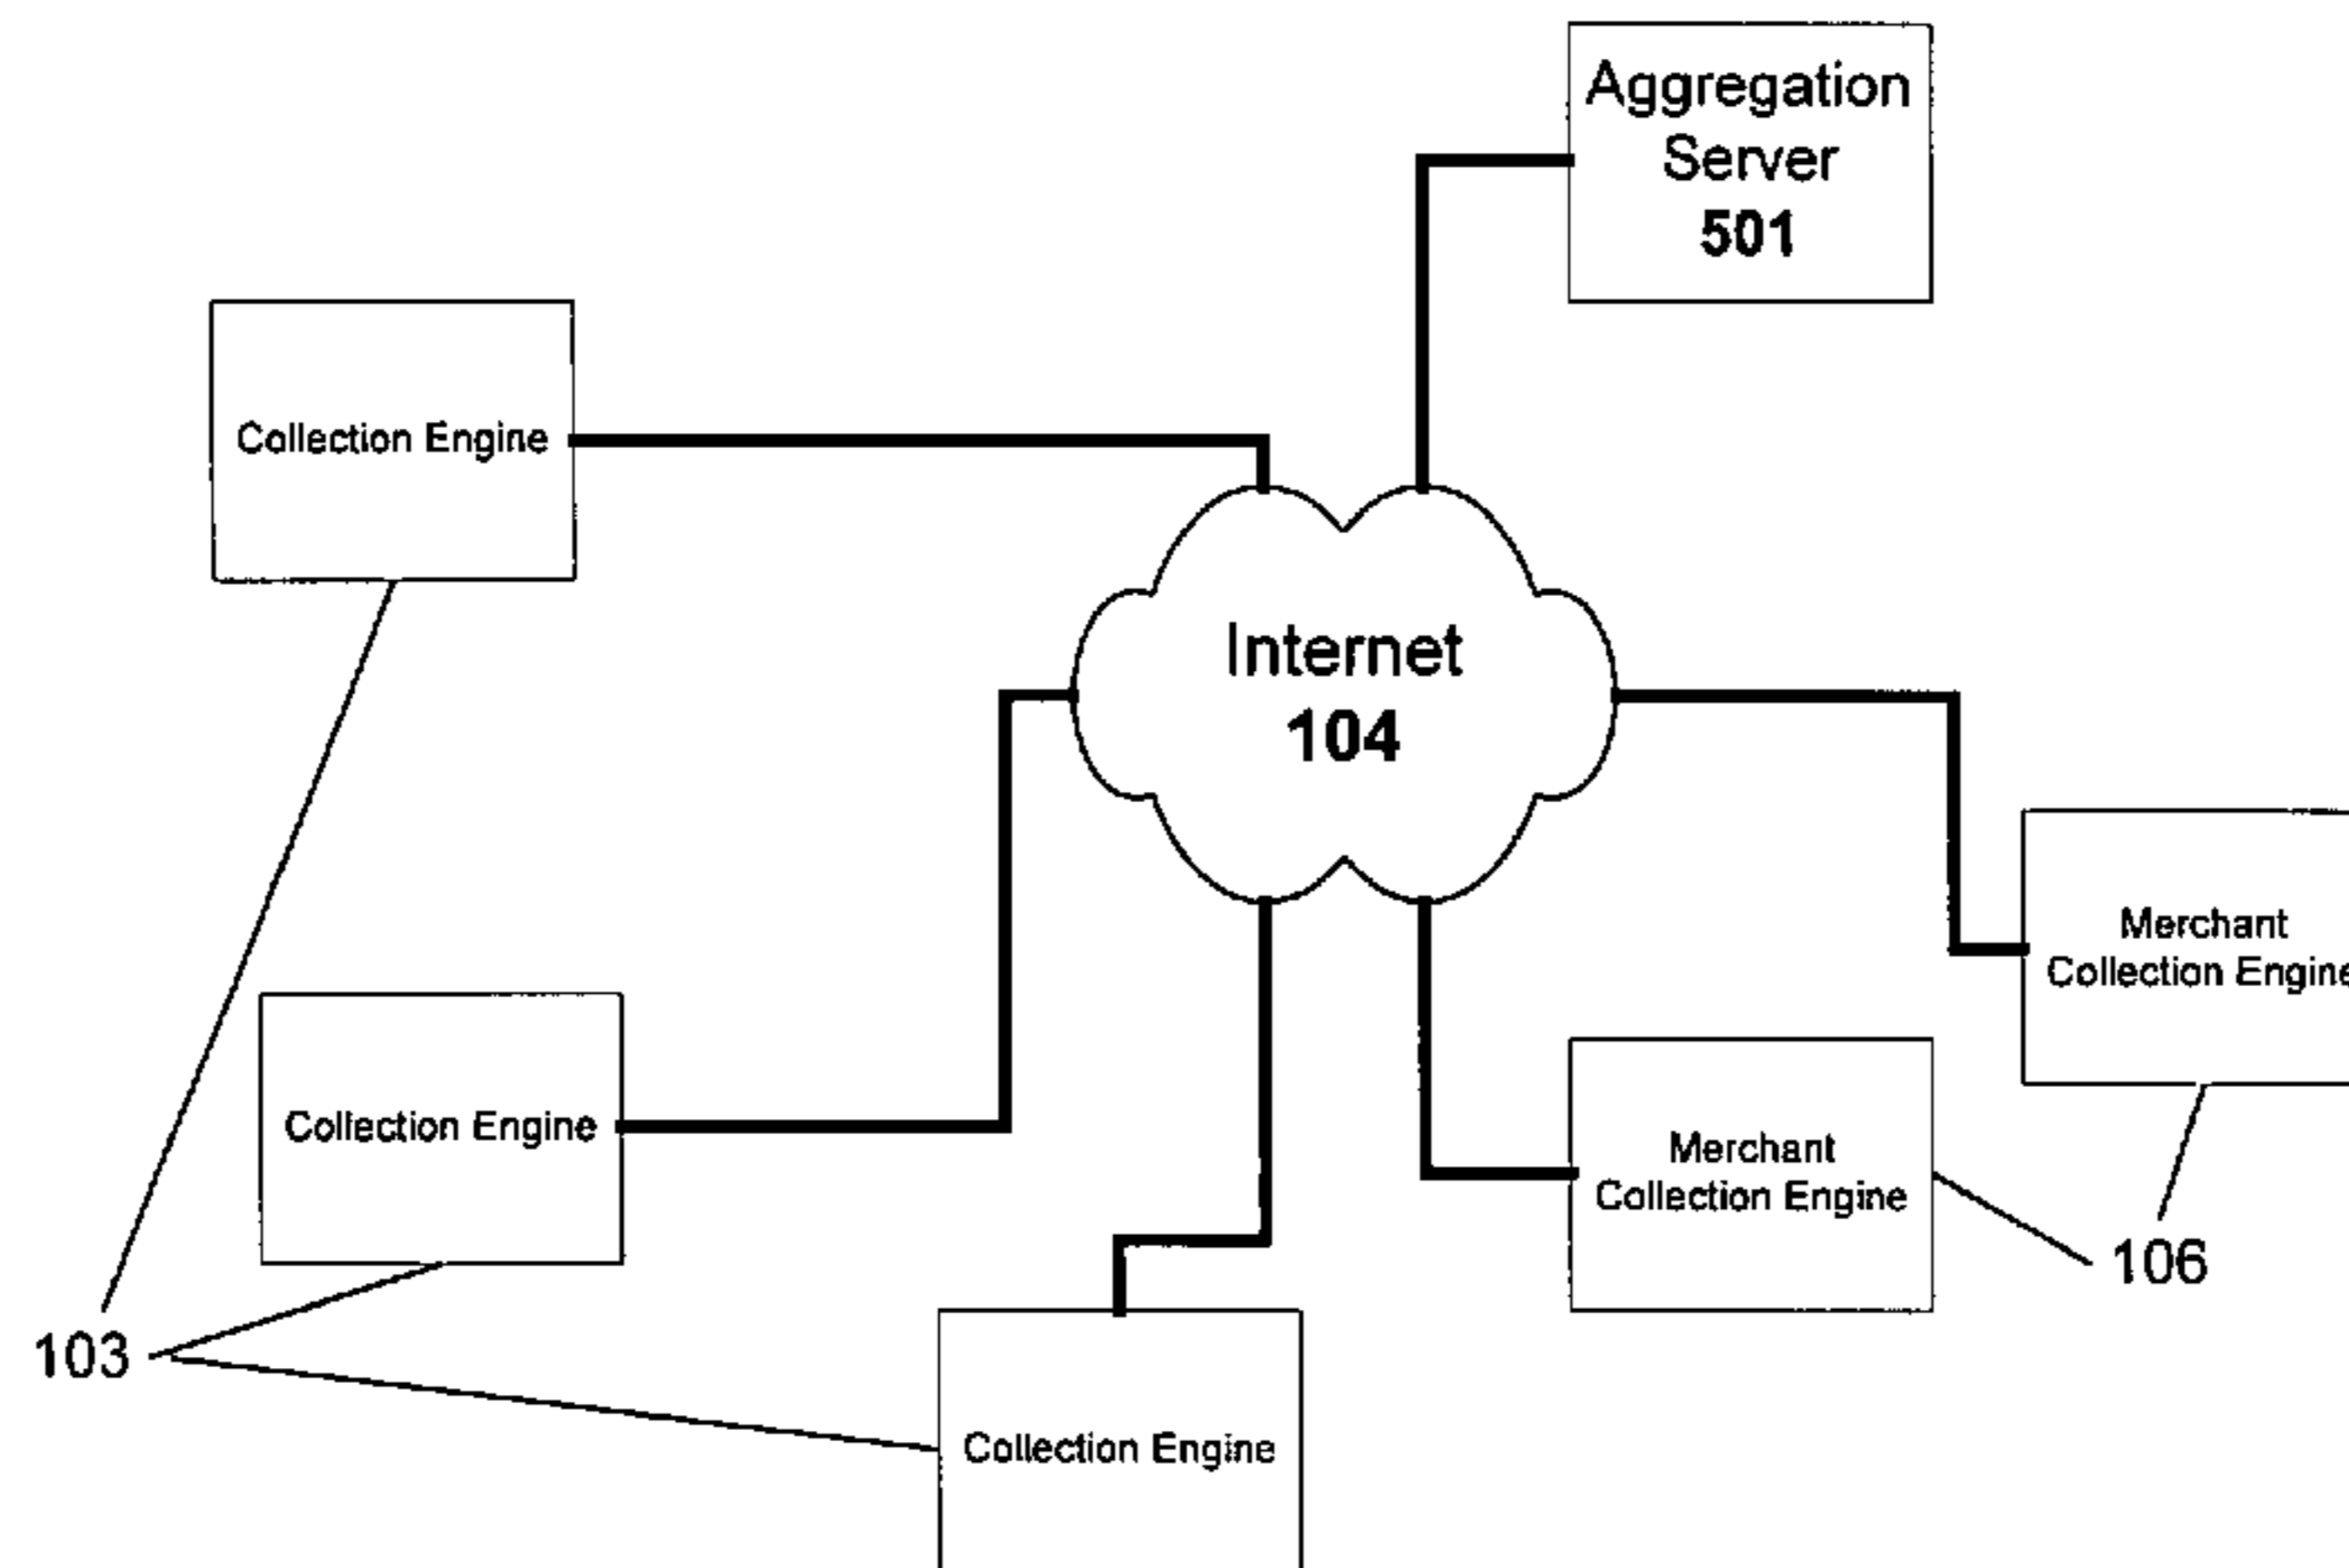 Aggregation
Server
501
Collection Engine
Internet
104
Merchant
Collection Engine
Collection Engine
Merchant
Collection Engine
106
103
Collection Engine